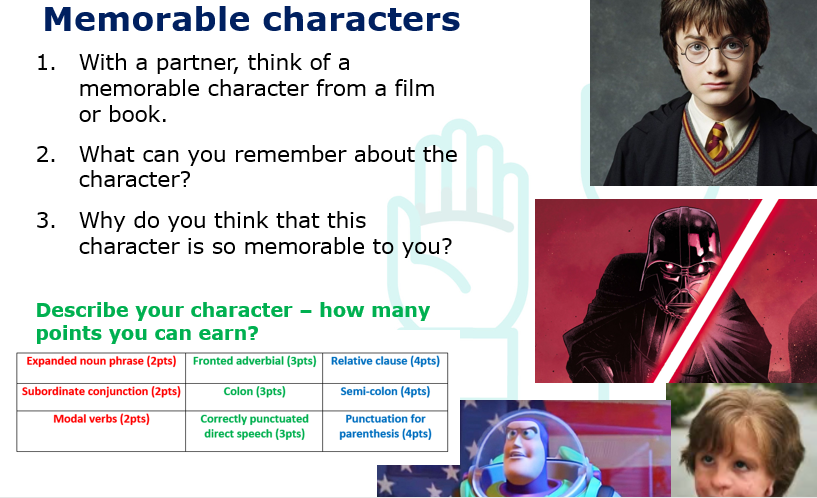 Memorable characters
1. With a partner, think of a
memorable character from a film
or book.
2. What can you remember about the
character?
3. Why do you think that this
character is so memorable to you?
Describe your character – how many
points you can earn?
Expanded noun phrase (2pts) Fronted adverbial (3pts) Relative clause (4pts)
Subordinate conjunction (2pts) Colon (3pts) Semi-colon (4pts)
Modal verbs (2pts) Correctly punctuated Punctuation for
direct speech (3pts) parenthesis (4pts)